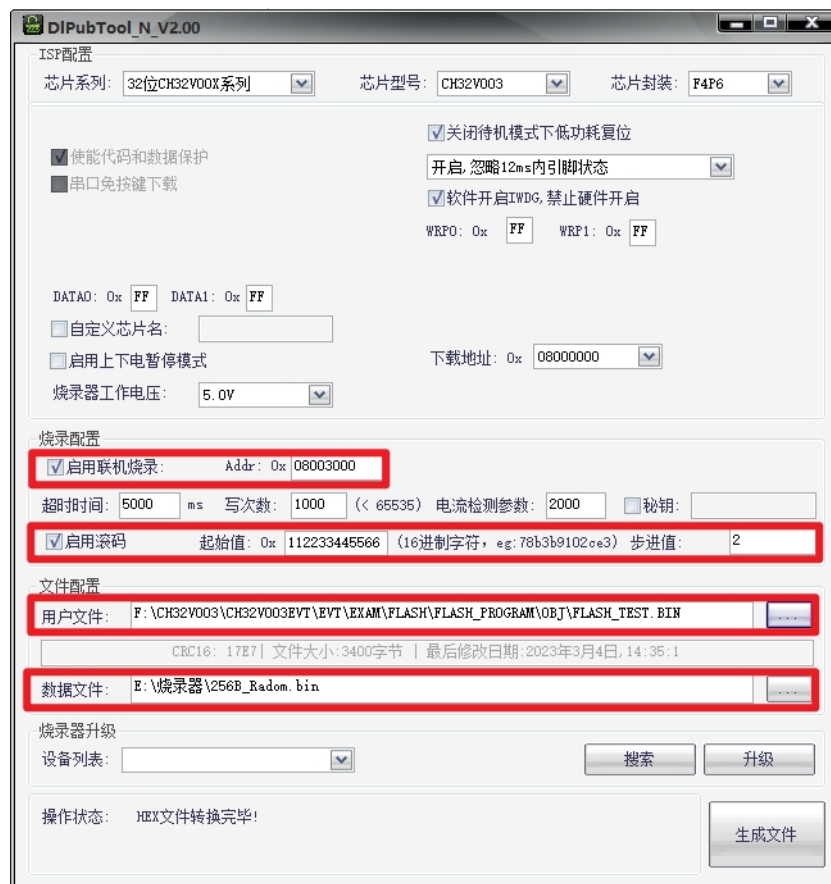 DlPubTool_N_V2.00
ISP配置
芯片系列: 32位CH32V00X系列 芯片型号: CH32V003 芯片封装: F4P6
关闭待机模式下低功耗复位
使能代码和数据保护
开启,忽略12ms内引脚状态
串口免按键下载
软件开启IWDG,禁止硬件开启
WRP0: 0x FF WRP1: 0x FF
DATA0: 0x FF DATA1: 0x FF
自定义芯片名:
启用上下电暂停模式 下载地址: 0x 08000000
烧录器工作电压: 5.0V
烧录配置
启用联机烧录: Addr: 0x 08003000
超时时间: 5000 ms 写次数: 1000 (< 65535) 电流检测参数: 2000 秘钥:
启用滚码 起始值: 0x 112233445566 (16进制字符, eg:78b3b9102ce3) 步进值: 2
文件配置
用户文件: F:\CH32V003\CH32V003EVT\EVT\EXAM\FLASH\FLASH_PROGRAM\OBJ\FLASH_TEST.BIN ...
CRC16: 17E7| 文件大小:3400字节 | 最后修改日期:2023年3月4日,14:35:1
数据文件: E:\烧录器\256B_Radom.bin ...
烧录器升级
设备列表: 搜索 升级
操作状态: HEX文件转换完毕!
生成文件